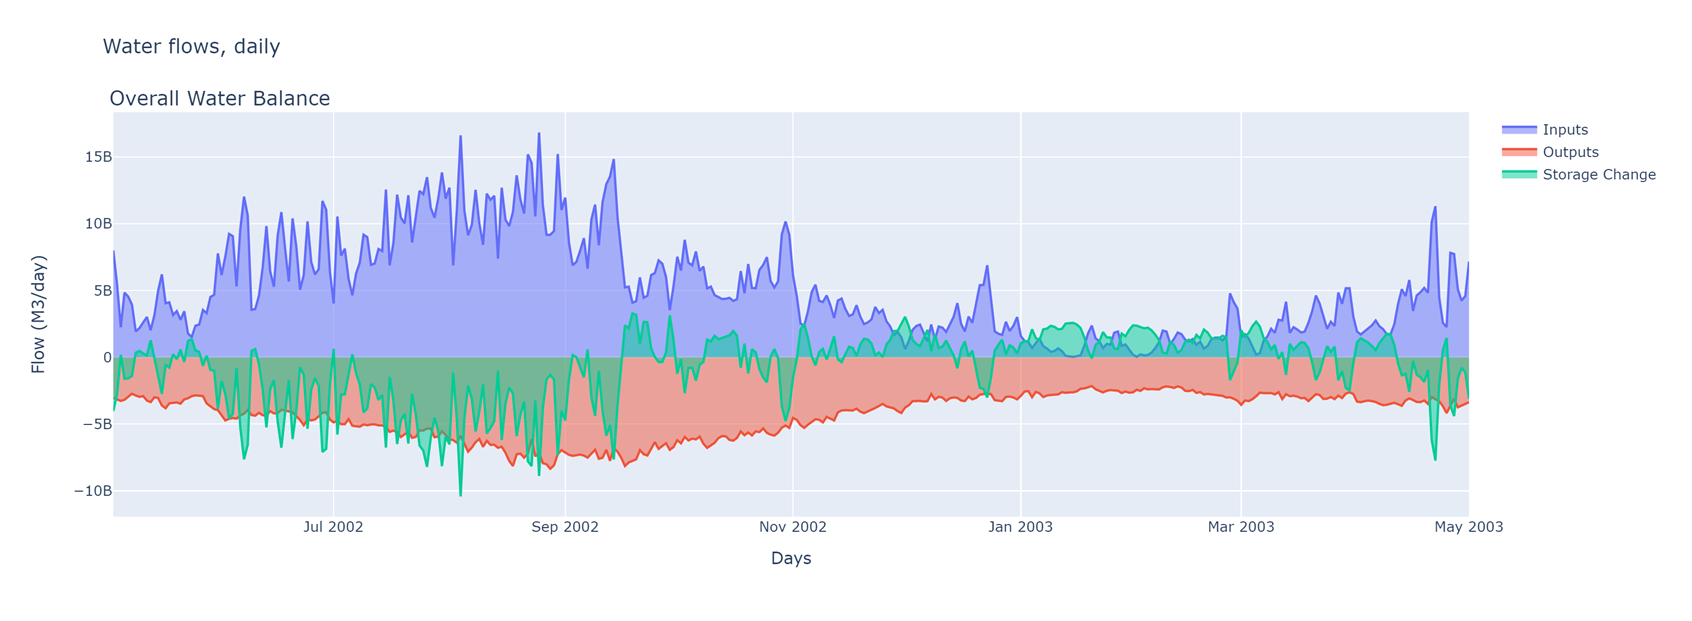 Water flows, daily
Overall Water Balance
Inputs
Outputs
Storage Change
15B
10B
5B
0
−5B
−10B
Flow (M3/day)
Jul 2002
Sep 2002
Nov 2002
Jan 2003
Mar 2003
May 2003
Days